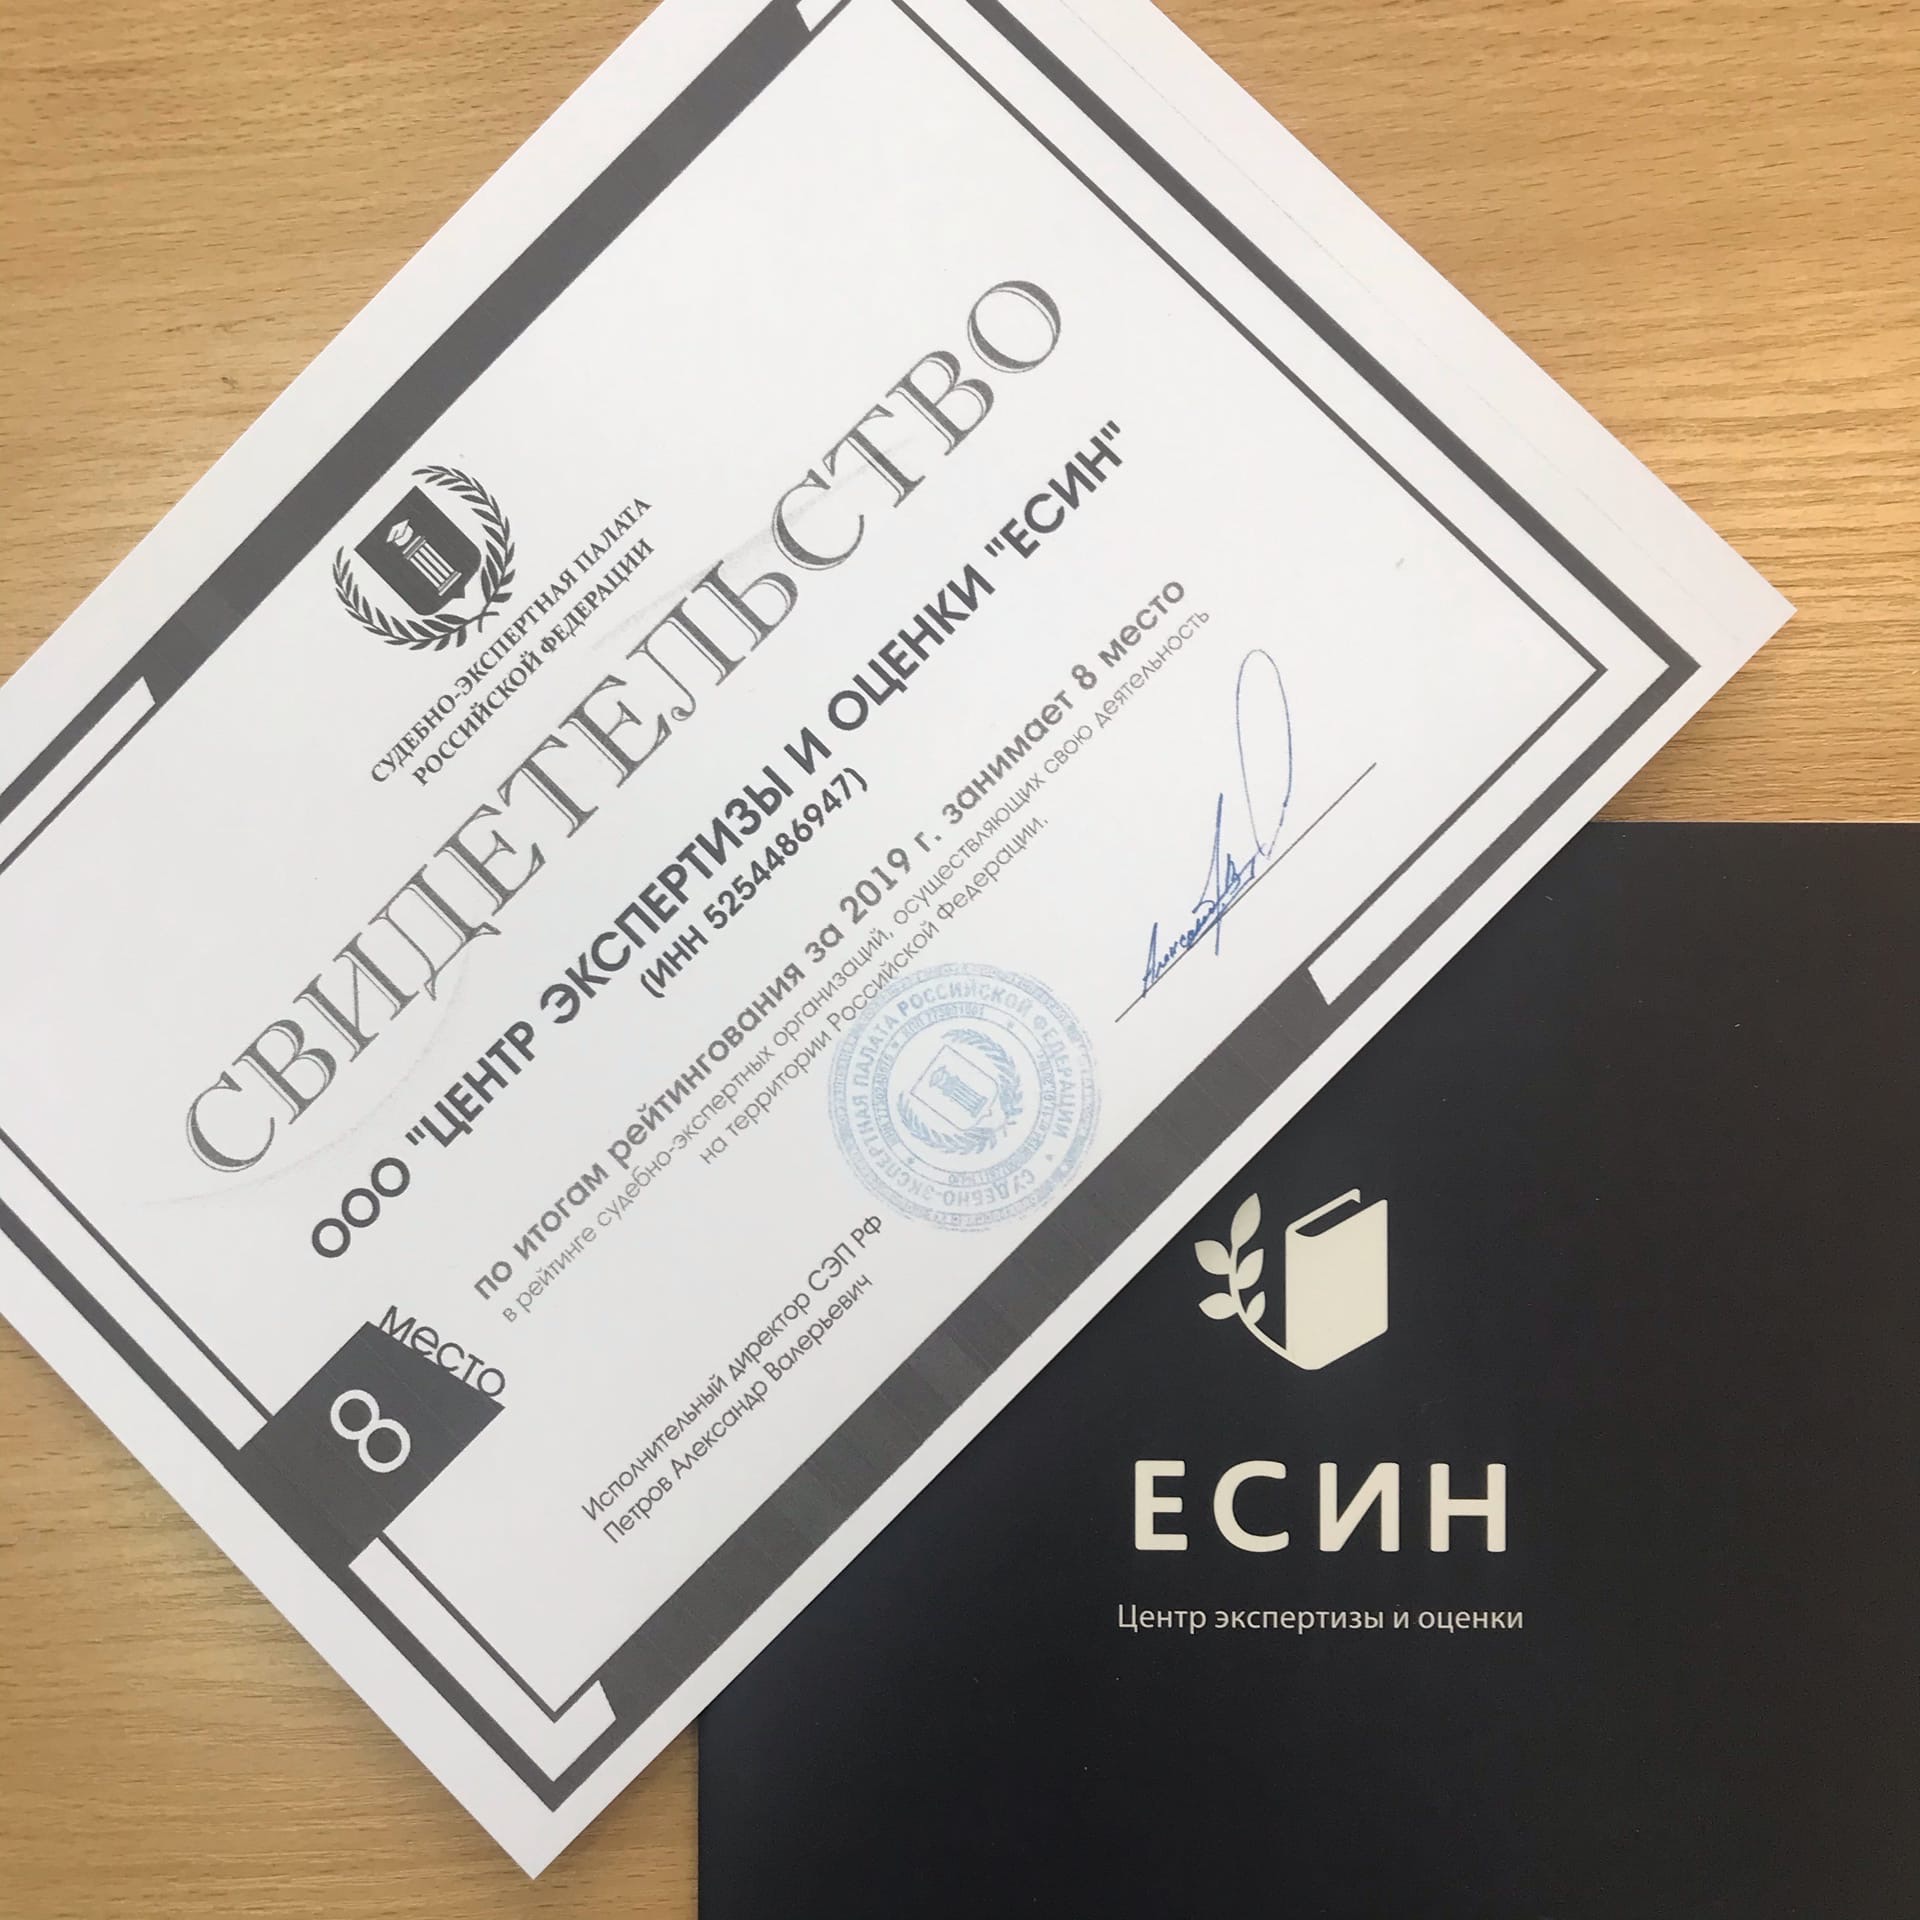 СУДЕБНО-ЭКСПЕРТНАЯ ПАЛАТА
РОССИЙСКОЙ ФЕДЕРАЦИИ
СВИДЕТЕЛЬСТВО
ООО "ЦЕНТР ЭКСПЕРТИЗЫ И ОЦЕНКИ "ЕСИН"
(ИНН 5254486947)
по итогам рейтингования за 2019 г. занимает 8 место
в рейтинге судебно-экспертных организаций, осуществляющих свою деятельность
на территории Российской Федерации.
8 место
Исполнительный директор СЭП РФ
Петров Александр Валерьевич
СУДЕБНО-ЭКСПЕРТНАЯ ПАЛАТА РОССИЙСКОЙ ФЕДЕРАЦИИ
ЕСИН
Центр экспертизы и оценки